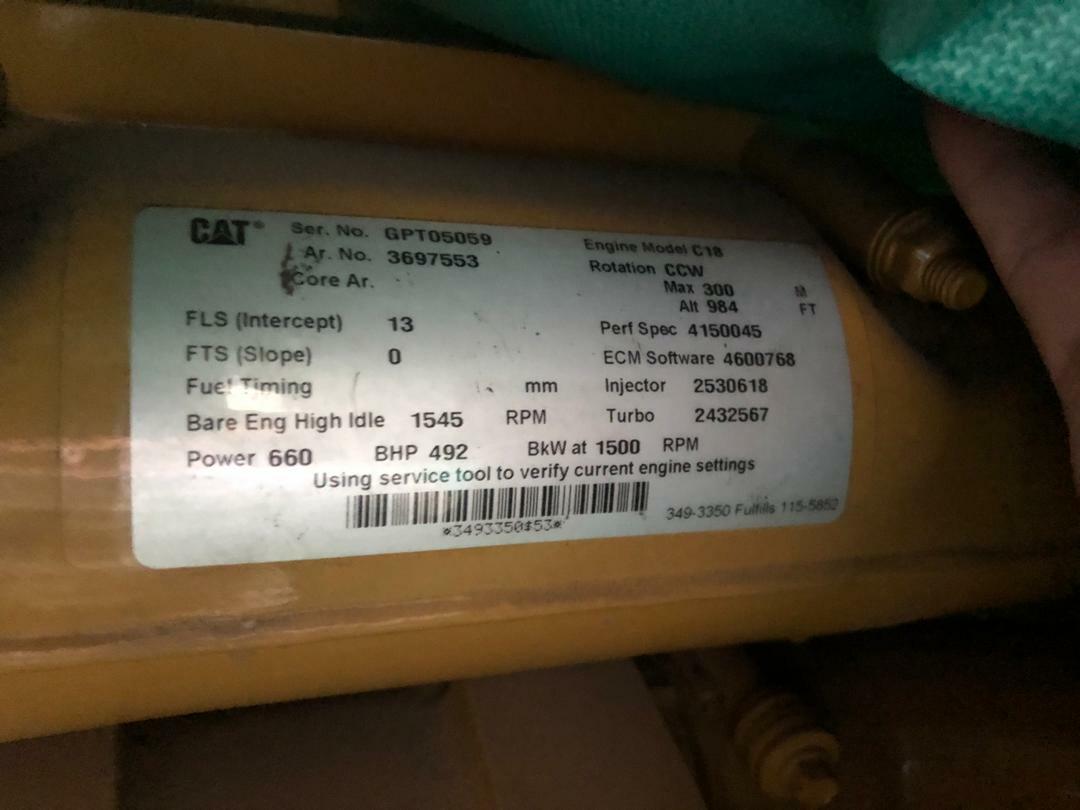 CAT® Ser. No. GPT05059 Engine Model C18
Ar. No. 3697553 Rotation CCW
Core Ar. Max 300 M
Alt 984 FT
FLS (Intercept) 13 Perf Spec 4150045
FTS (Slope) 0 ECM Software 4600768
Fuel Timing mm Injector 2530618
Bare Eng High Idle 1545 RPM Turbo 2432567
Power 660 BHP 492 BkW at 1500 RPM
Using service tool to verify current engine settings
*3493350$53*
349-3350 Fulfills 115-5852